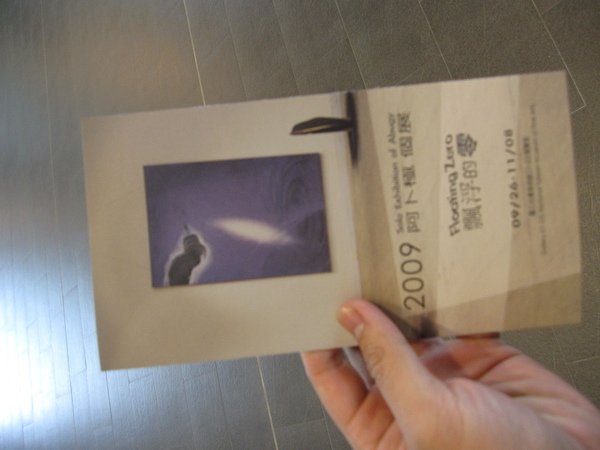 2009
Solo Exhibition of Abugy
阿卜極 個展
Floating Zero
飄浮的零
09/26-11/08